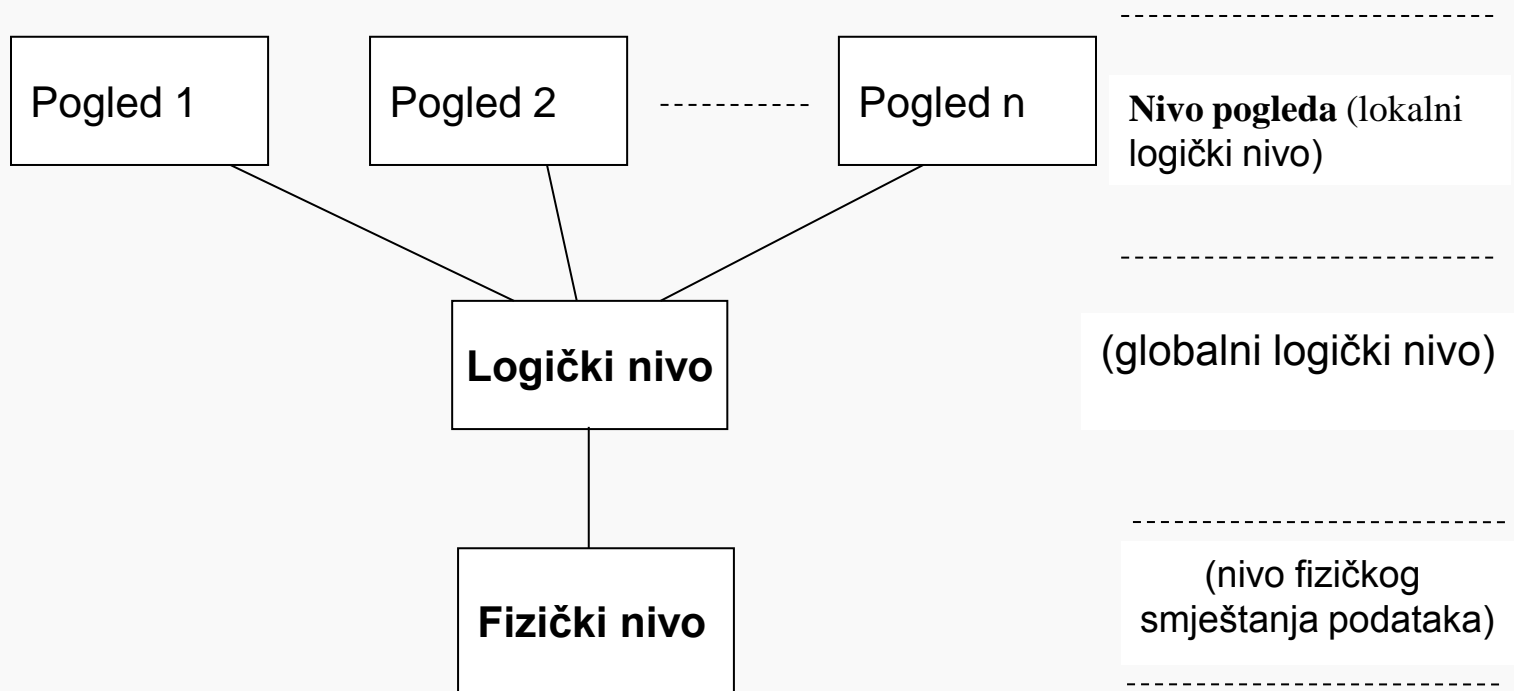 Pogled 1
Pogled 2
Pogled n
Nivo pogleda (lokalni
logički nivo)
Logički nivo
(globalni logički nivo)
Fizički nivo
(nivo fizičkog
smještanja podataka)